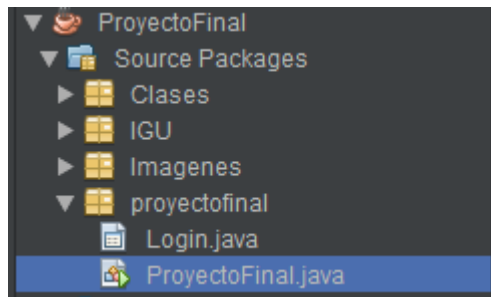 ProyectoFinal
Source Packages
Clases
IGU
Imagenes
proyectofinal
Login.java
ProyectoFinal.java